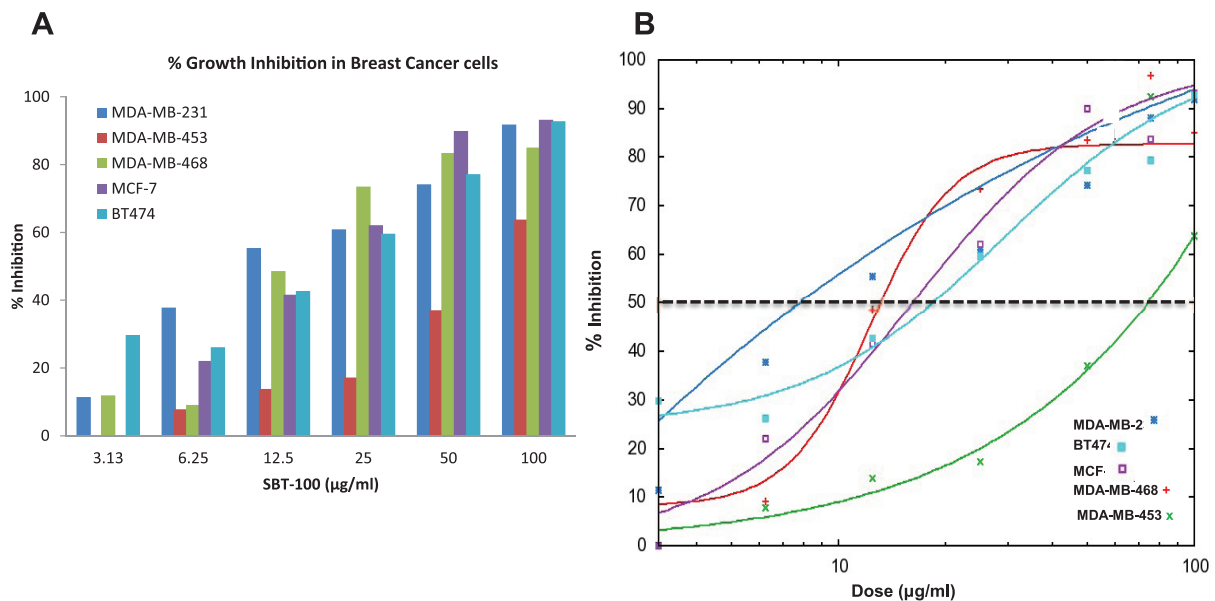 A
% Growth Inhibition in Breast Cancer cells
100
80
60
40
20
0
% Inhibition
MDA-MB-231
MDA-MB-453
MDA-MB-468
MCF-7
BT474
3.13 6.25 12.5 25 50 100
SBT-100 (µg/ml)
B
100
90
80
70
60
50
40
30
20
10
0
% Inhibition
MDA-MB-2
BT474
MCF-
MDA-MB-468
MDA-MB-453
10 100
Dose (µg/ml)